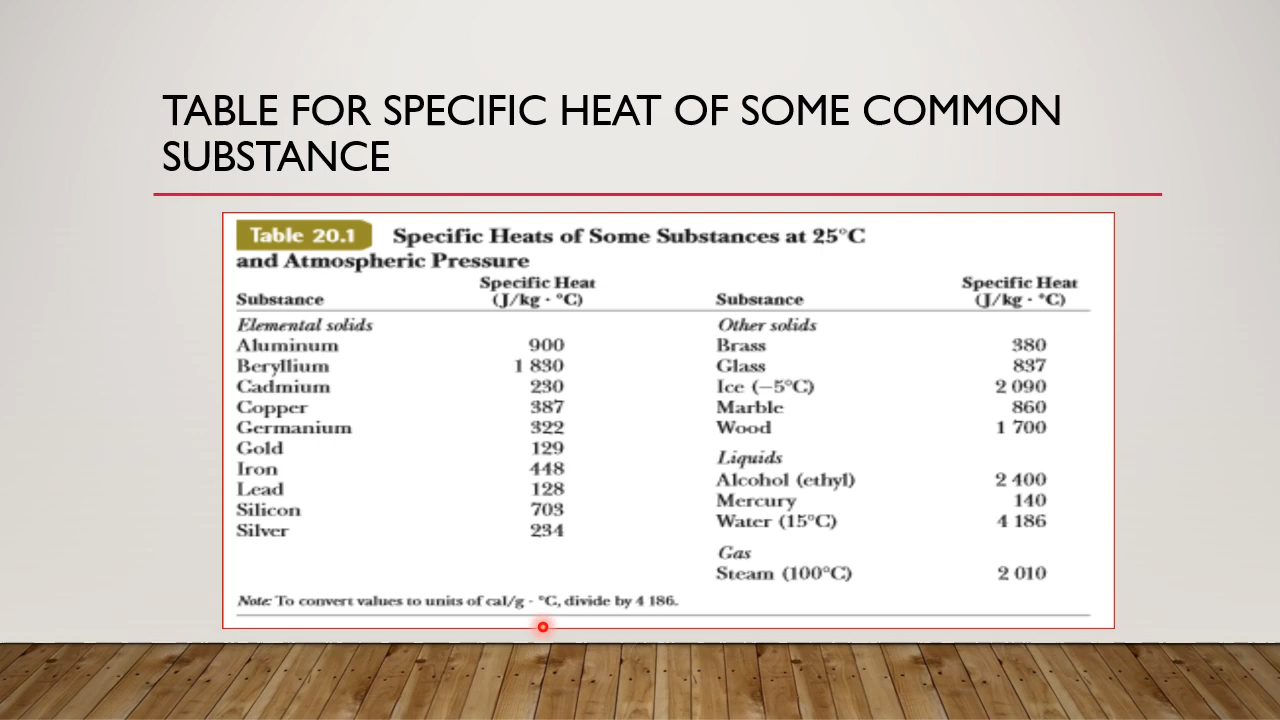 TABLE FOR SPECIFIC HEAT OF SOME COMMON
SUBSTANCE
Table 20.1 Specific Heats of Some Substances at 25°C
and Atmospheric Pressure
Substance Specific Heat (J/kg · °C)
Elemental solids
Aluminum 900
Beryllium 1 830
Cadmium 230
Copper 387
Germanium 322
Gold 129
Iron 448
Lead 128
Silicon 703
Silver 234
Substance Specific Heat (J/kg · °C)
Other solids
Brass 380
Glass 837
Ice (−5°C) 2 090
Marble 860
Wood 1 700
Liquids
Alcohol (ethyl) 2 400
Mercury 140
Water (15°C) 4 186
Gas
Steam (100°C) 2 010
Note: To convert values to units of cal/g · °C, divide by 4 186.